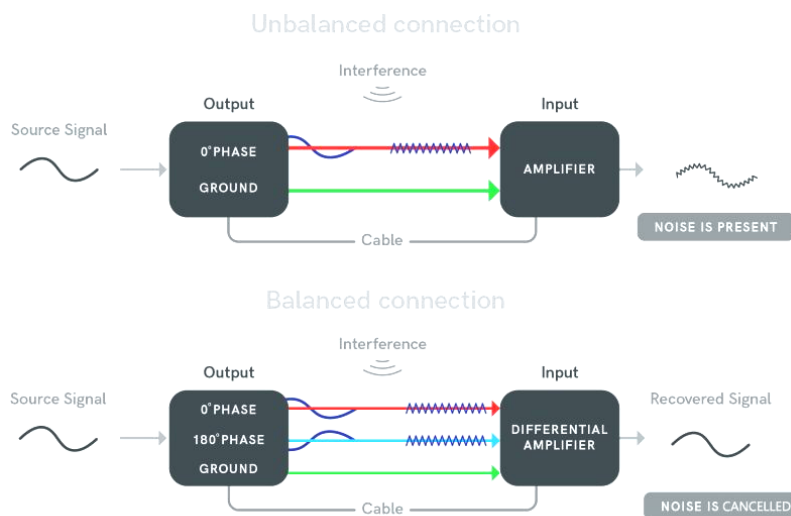 Unbalanced connection
Interference
Output
Input
Source Signal
0°PHASE
GROUND
AMPLIFIER
Cable
NOISE IS PRESENT
Balanced connection
Interference
Output
Input
Source Signal
0°PHASE
180°PHASE
GROUND
DIFFERENTIAL
AMPLIFIER
Recovered Signal
Cable
NOISE IS CANCELLED